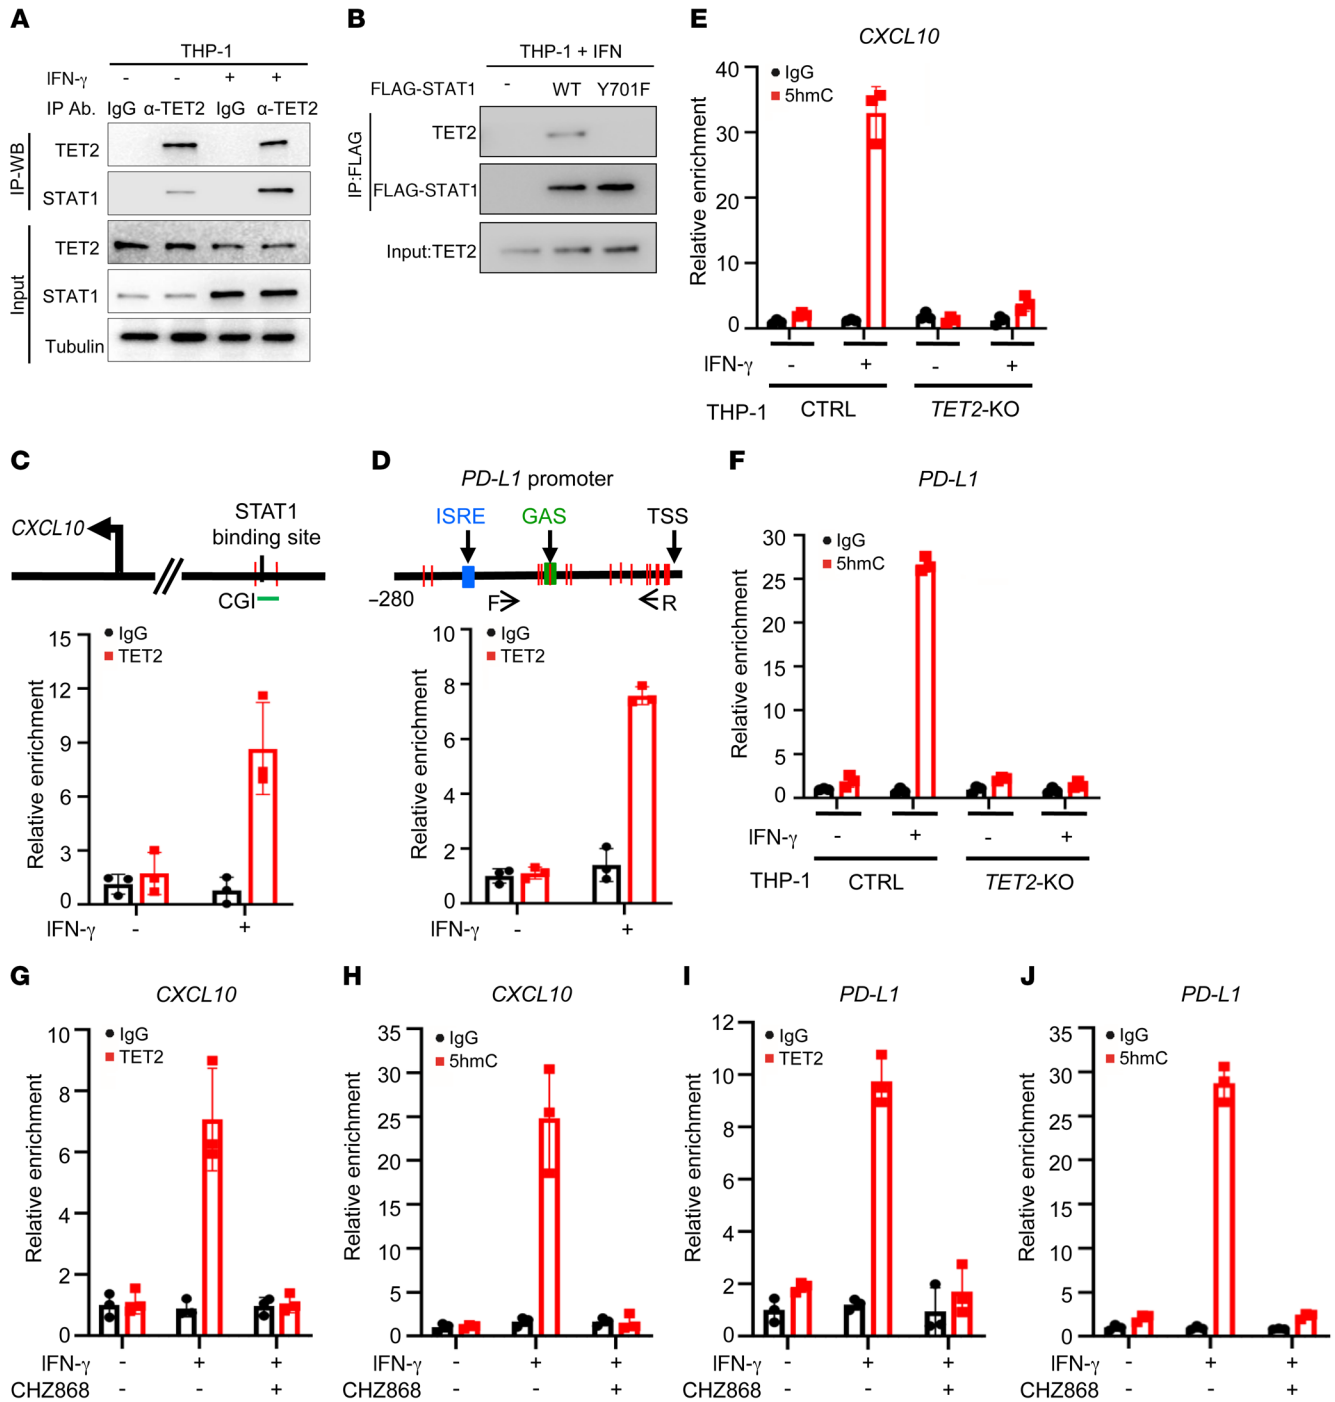 A
THP-1
IFN-γ - - + +
IP Ab. IgG α-TET2 IgG α-TET2
IP-WB
TET2
STAT1
Input
TET2
STAT1
Tubulin
B
THP-1 + IFN
FLAG-STAT1 - WT Y701F
IP:FLAG
TET2
FLAG-STAT1
Input:TET2
E
CXCL10
IgG
5hmC
Relative enrichment
40
30
20
10
0
IFN-γ - + - +
THP-1 CTRL TET2-KO
C
CXCL10
STAT1
binding site
CGI
IgG
TET2
Relative enrichment
15
12
9
6
3
0
IFN-γ - +
D
PD-L1 promoter
ISRE GAS TSS
–280
F R
IgG
TET2
Relative enrichment
10
8
6
4
2
0
IFN-γ - +
F
PD-L1
IgG
5hmC
Relative enrichment
30
25
20
15
10
5
0
IFN-γ - + - +
THP-1 CTRL TET2-KO
G
CXCL10
IgG
TET2
Relative enrichment
10
8
6
4
2
0
IFN-γ - + +
CHZ868 - - +
H
CXCL10
IgG
5hmC
Relative enrichment
35
30
25
20
15
10
5
0
IFN-γ - + +
CHZ868 - - +
I
PD-L1
IgG
TET2
Relative enrichment
12
10
8
6
4
2
0
IFN-γ - + +
CHZ868 - - +
J
PD-L1
IgG
5hmC
Relative enrichment
35
30
25
20
15
10
5
0
IFN-γ - + +
CHZ868 - - +